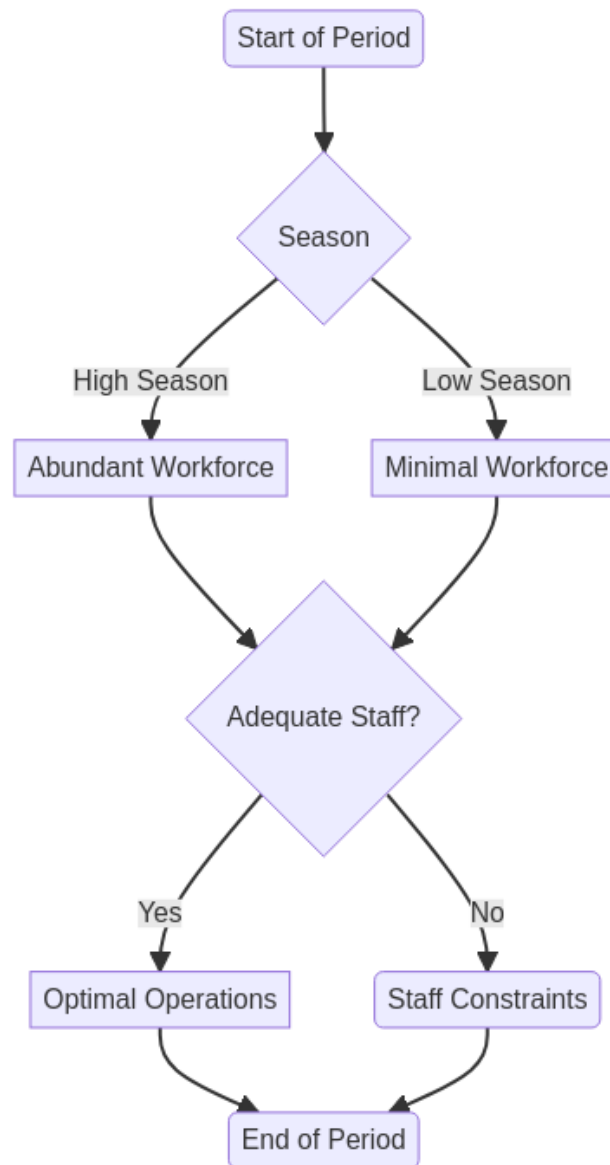 Start of Period
Season
High Season
Low Season
Abundant Workforce
Minimal Workforce
Adequate Staff?
Yes
No
Optimal Operations
Staff Constraints
End of Period